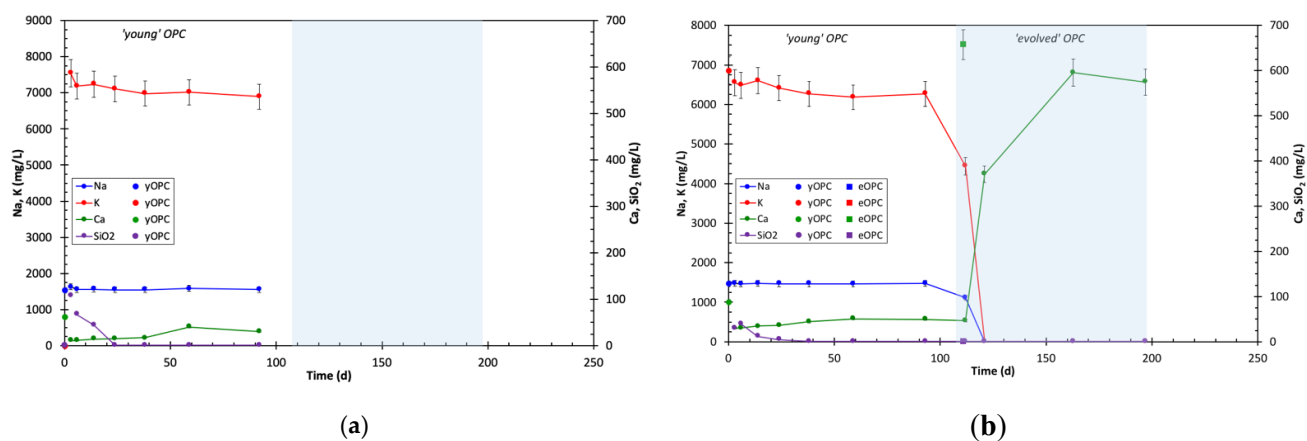 (a)
'young' OPC
Na, K (mg/L)
9000
8000
7000
6000
5000
4000
3000
2000
1000
0
Ca, SiO2 (mg/L)
700
600
500
400
300
200
100
0
Na yOPC
K yOPC
Ca yOPC
SiO2 yOPC
0 50 100 150 200 250
Time (d)
(a)
(b)
'young' OPC
'evolved' OPC
Na, K (mg/L)
8000
7000
6000
5000
4000
3000
2000
1000
0
Ca, SiO₂ (mg/L)
700
600
500
400
300
200
100
0
Na yOPC eOPC
K yOPC eOPC
Ca yOPC eOPC
SiO2 yOPC eOPC
0 50 100 150 200 250
Time (d)
(b)